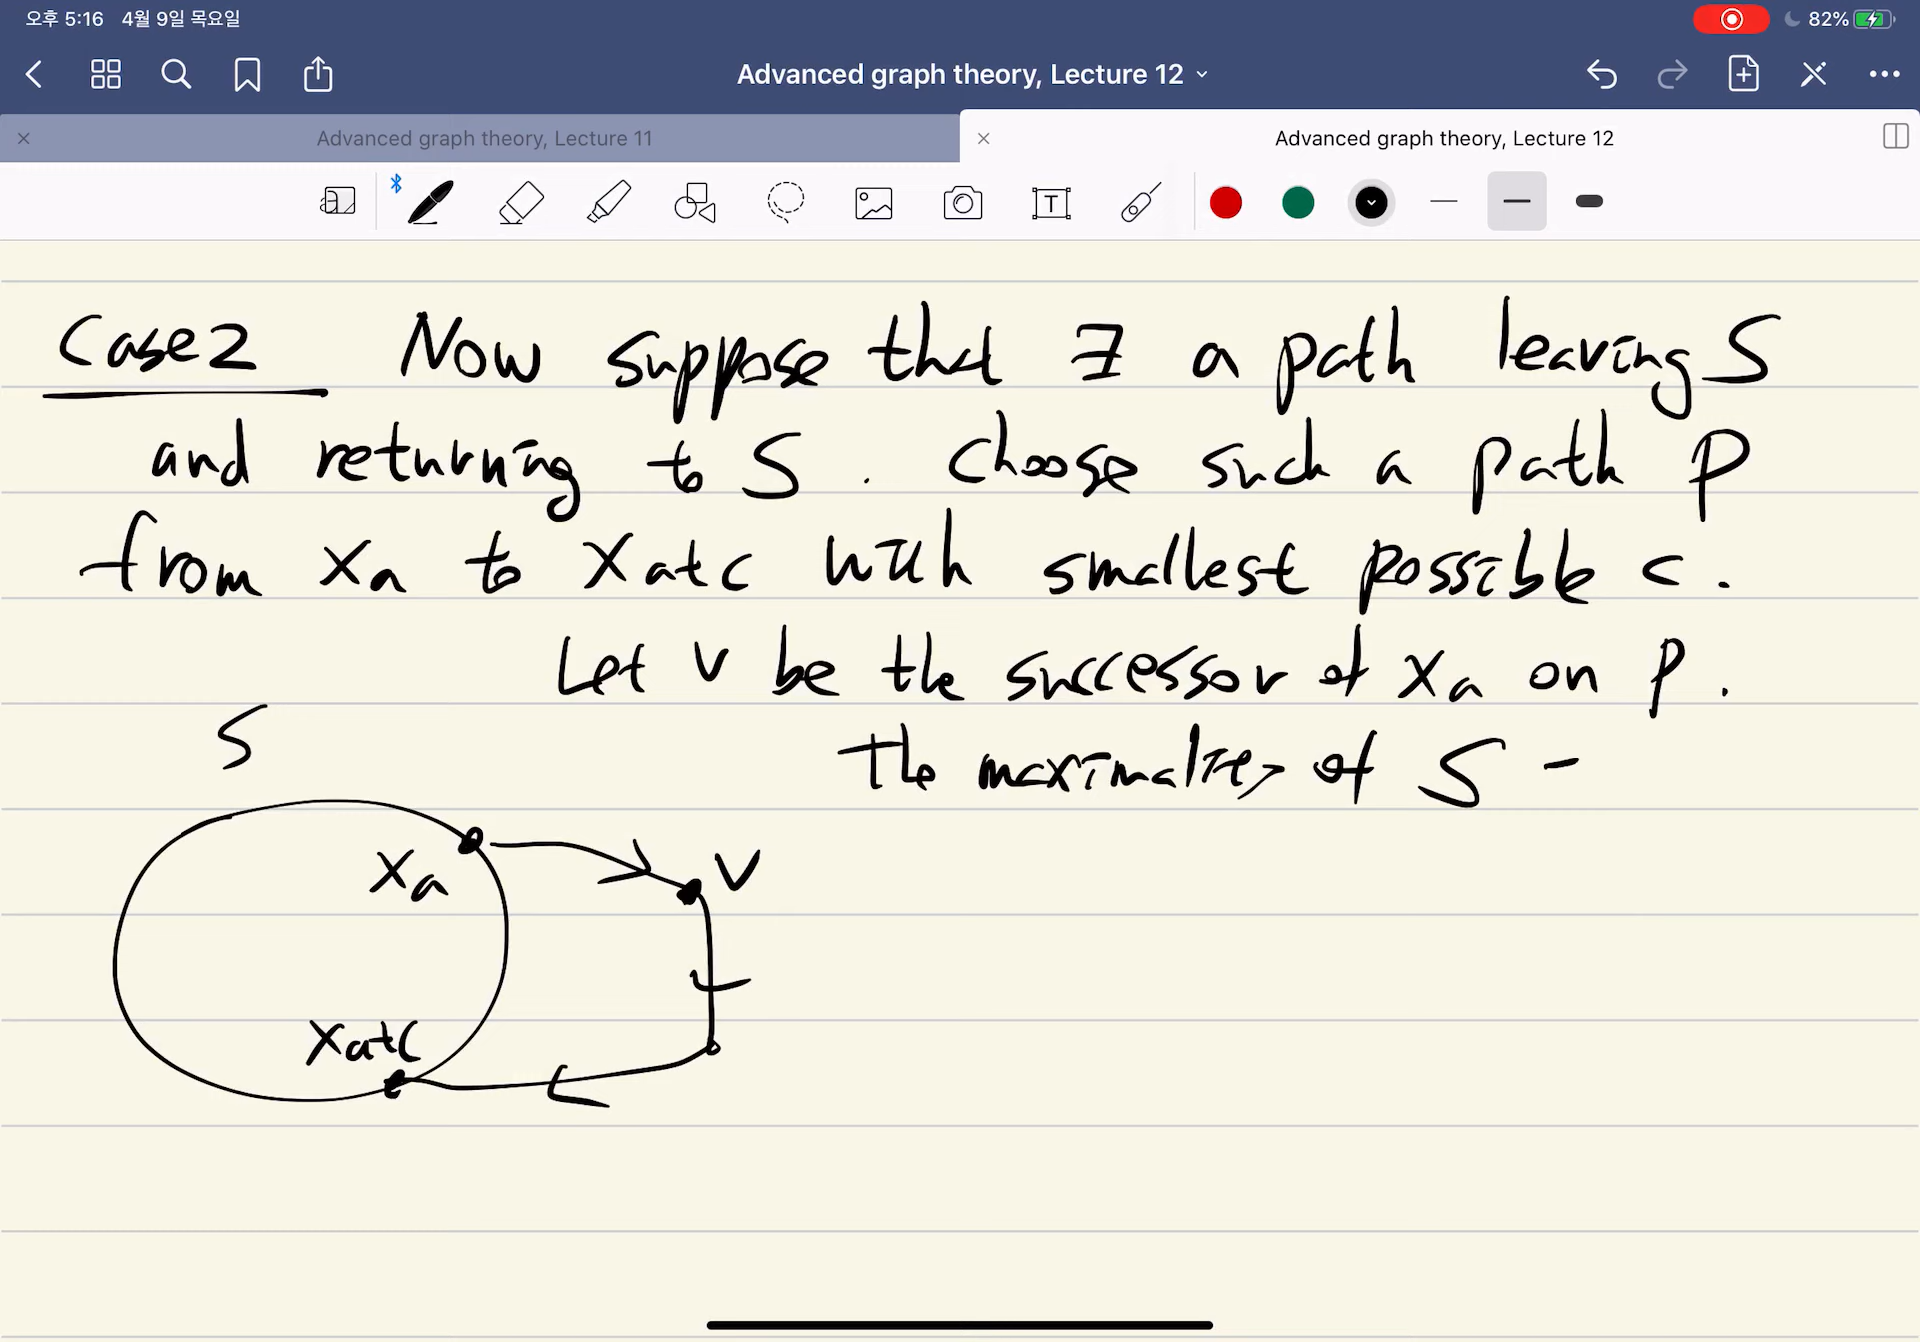 오후 5:16 4월 9일 목요일 82%
Advanced graph theory, Lecture 12
Advanced graph theory, Lecture 11
Advanced graph theory, Lecture 12
Case 2 Now suppose that ∃ a path leaving S
and returning to S. Choose such a path P
from Xa to Xa+c with smallest possible c.
Let v be the successor of Xa on P.
The maximality of S -
S
Xa
v
Xa+c